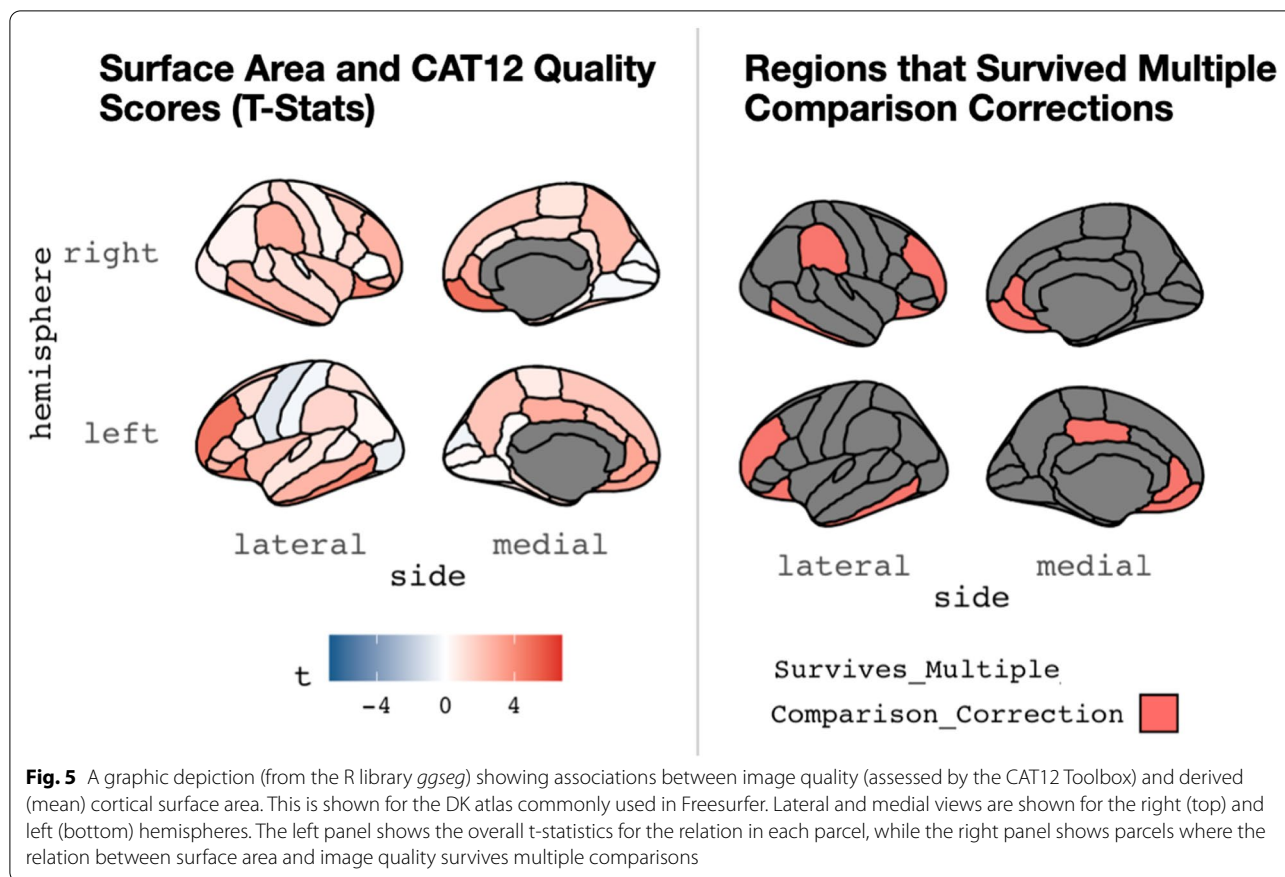 Surface Area and CAT12 Quality
Scores (T-Stats)
Regions that Survived Multiple
Comparison Corrections
hemisphere
right
left
lateral
medial
side
t
−4
0
4
lateral
medial
side
Survives_Multiple
Comparison_Correction
Fig. 5 A graphic depiction (from the R library ggseg) showing associations between image quality (assessed by the CAT12 Toolbox) and derived
(mean) cortical surface area. This is shown for the DK atlas commonly used in Freesurfer. Lateral and medial views are shown for the right (top) and
left (bottom) hemispheres. The left panel shows the overall t-statistics for the relation in each parcel, while the right panel shows parcels where the
relation between surface area and image quality survives multiple comparisons